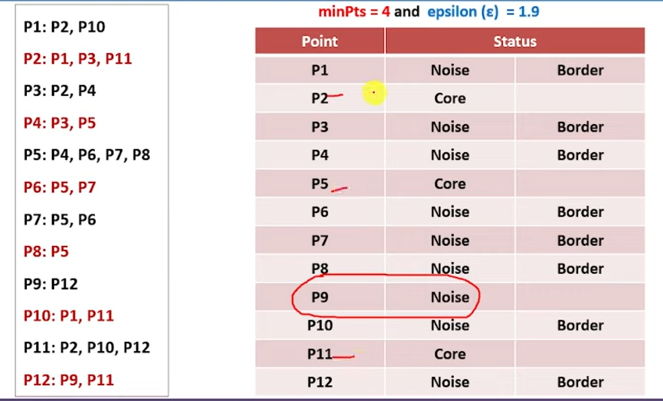 minPts = 4 and epsilon (ε) = 1.9
P1: P2, P10
P2: P1, P3, P11
P3: P2, P4
P4: P3, P5
P5: P4, P6, P7, P8
P6: P5, P7
P7: P5, P6
P8: P5
P9: P12
P10: P1, P11
P11: P2, P10, P12
P12: P9, P11
Point Status
P1 Noise Border
P2 Core
P3 Noise Border
P4 Noise Border
P5 Core
P6 Noise Border
P7 Noise Border
P8 Noise Border
P9 Noise
P10 Noise Border
P11 Core
P12 Noise Border